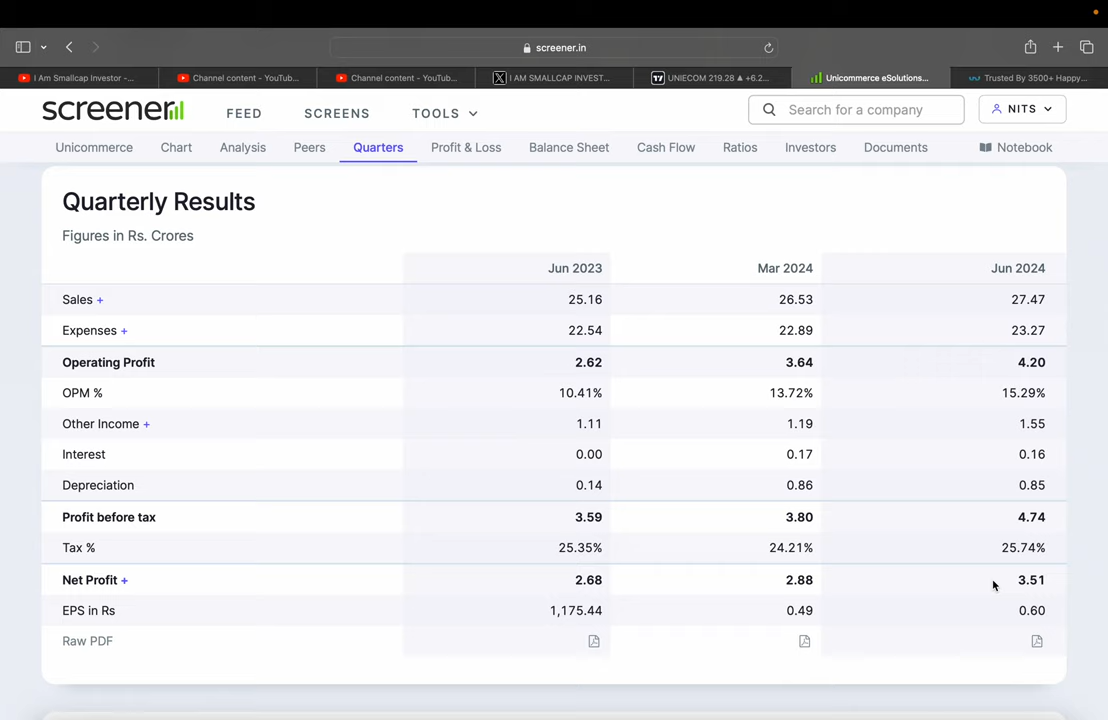 screener.in
I Am Smallcap Investor -...
Channel content - YouTub...
Channel content - YouTub...
I AM SMALLCAP INVEST...
UNIECOM 219.28 ▲ +6.2...
Unicommerce eSolutions...
Trusted By 3500+ Happy...
screener
FEED
SCREENS
TOOLS
Search for a company
NITS
Unicommerce
Chart
Analysis
Peers
Quarters
Profit & Loss
Balance Sheet
Cash Flow
Ratios
Investors
Documents
Notebook
Quarterly Results
Figures in Rs. Crores
Jun 2023 Mar 2024 Jun 2024
Sales + 25.16 26.53 27.47
Expenses + 22.54 22.89 23.27
Operating Profit 2.62 3.64 4.20
OPM % 10.41% 13.72% 15.29%
Other Income + 1.11 1.19 1.55
Interest 0.00 0.17 0.16
Depreciation 0.14 0.86 0.85
Profit before tax 3.59 3.80 4.74
Tax % 25.35% 24.21% 25.74%
Net Profit + 2.68 2.88 3.51
EPS in Rs 1,175.44 0.49 0.60
Raw PDF